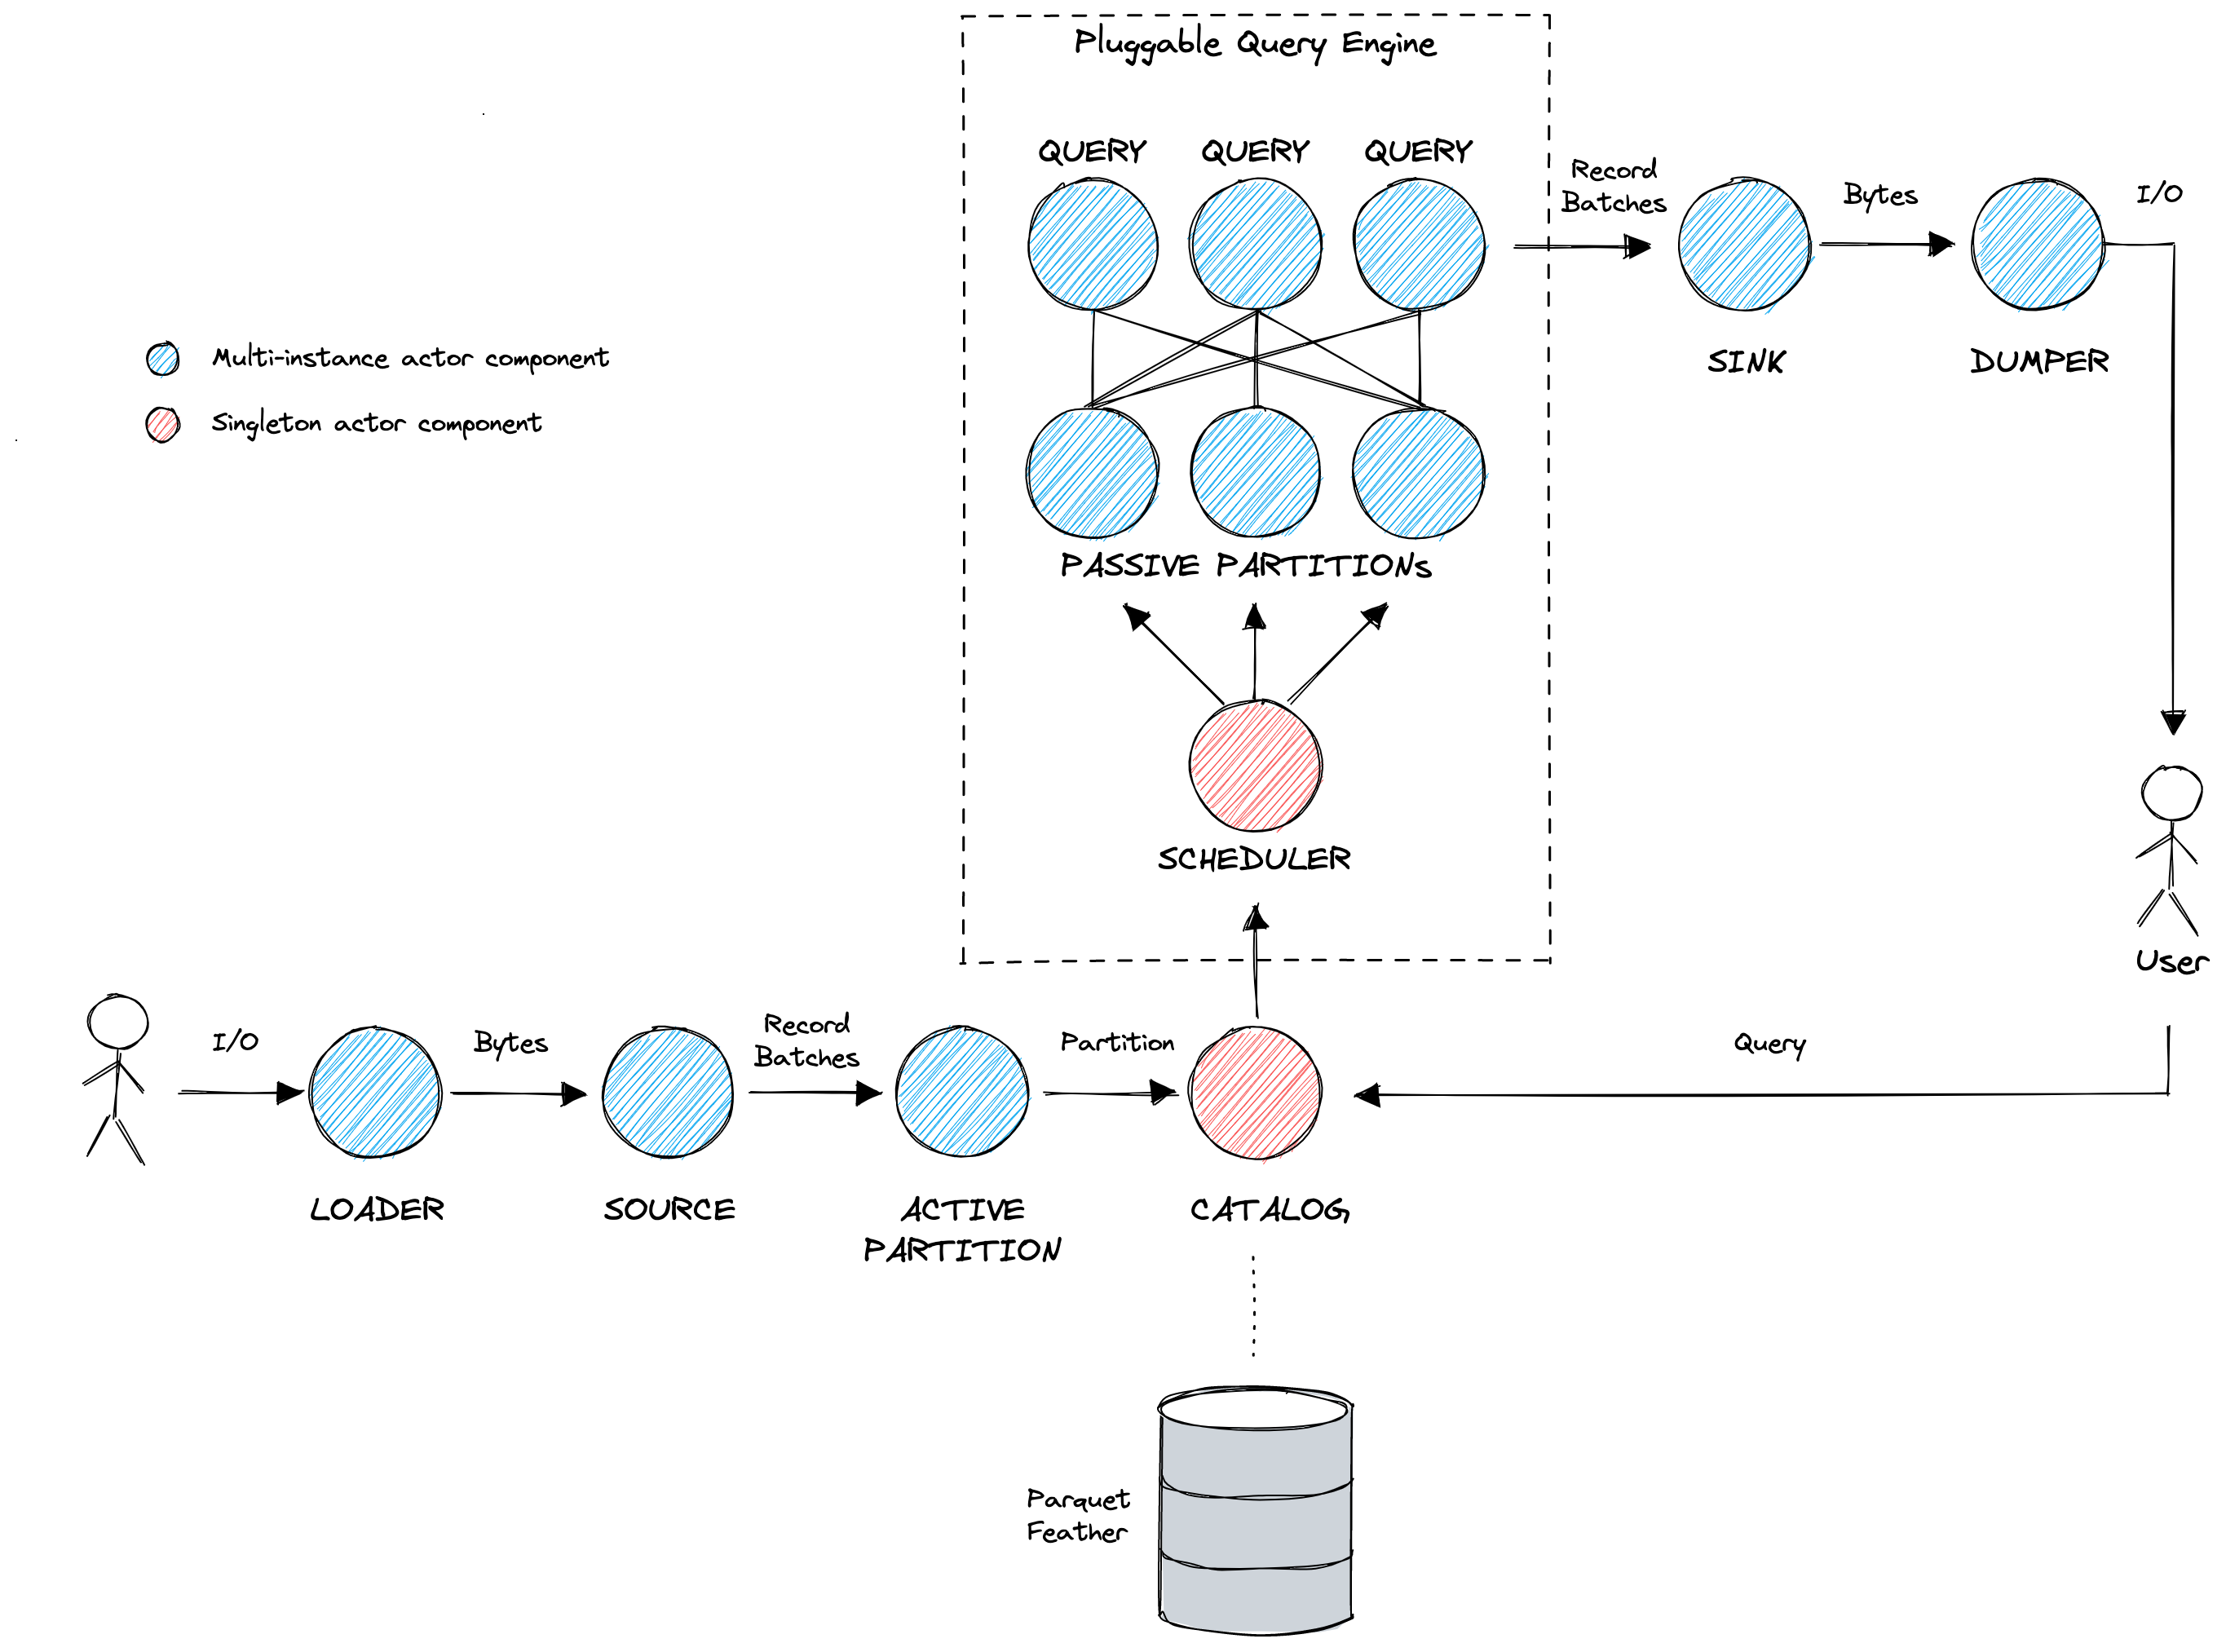 Pluggable Query Engine
QUERY
QUERY
QUERY
Record
Batches
Bytes
I/O
SINK
DUMPER
Multi-instance actor component
Singleton actor component
PASSIVE PARTITIONs
SCHEDULER
User
I/O
Bytes
Record
Batches
Partition
Query
LOADER
SOURCE
ACTIVE
PARTITION
CATALOG
Parquet
Feather